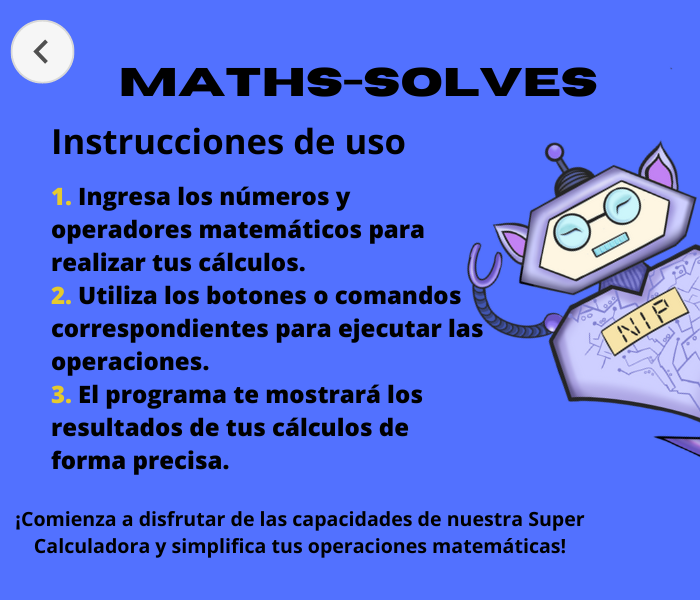 MATHS-SOLVES
Instrucciones de uso
1. Ingresa los números y
operadores matemáticos para
realizar tus cálculos.
2. Utiliza los botones o comandos
correspondientes para ejecutar las
operaciones.
3. El programa te mostrará los
resultados de tus cálculos de
forma precisa.
NIP
¡Comienza a disfrutar de las capacidades de nuestra Super
Calculadora y simplifica tus operaciones matemáticas!